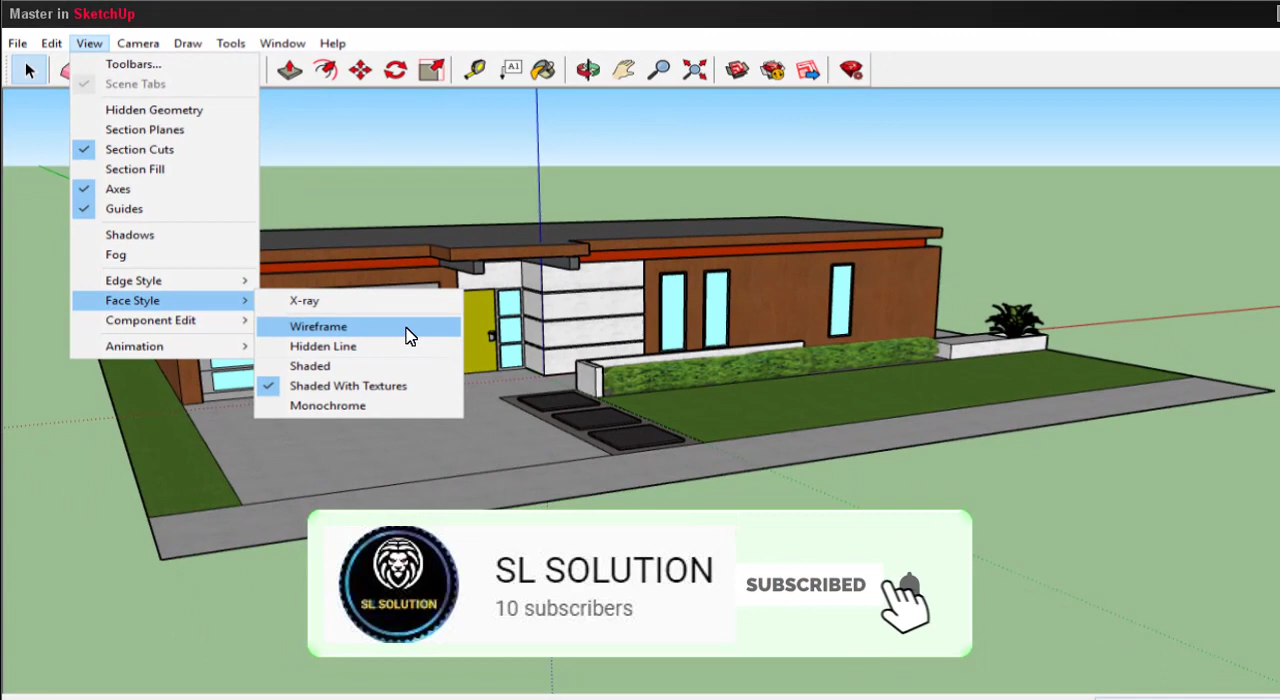 Master in SketchUp
File Edit View Camera Draw Tools Window Help
A1
Toolbars...
Scene Tabs
Hidden Geometry
Section Planes
Section Cuts
Section Fill
Axes
Guides
Shadows
Fog
Edge Style
Face Style
Component Edit
Animation
X-ray
Wireframe
Hidden Line
Shaded
Shaded With Textures
Monochrome
SL SOLUTION
SL SOLUTION
10 subscribers
SUBSCRIBED